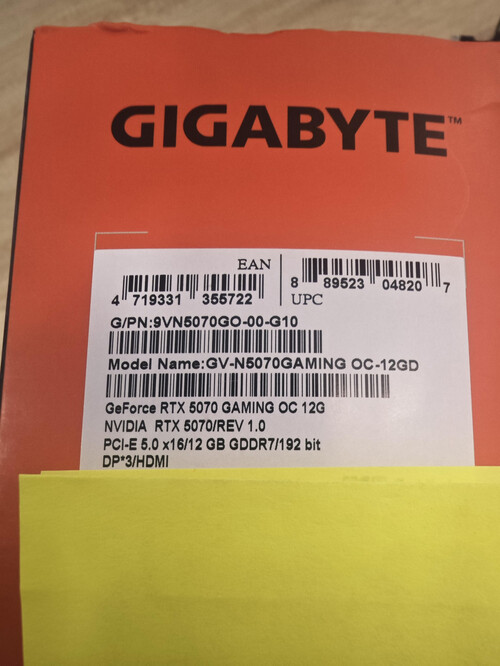 GIGABYTE™
EAN
4 719331 355722
8 89523 04820 7
UPC
G/PN:9VN5070GO-00-G10
Model Name:GV-N5070GAMING OC-12GD
GeForce RTX 5070 GAMING OC 12G
NVIDIA RTX 5070/REV 1.0
PCI-E 5.0 x16/12 GB GDDR7/192 bit
DP*3/HDMI